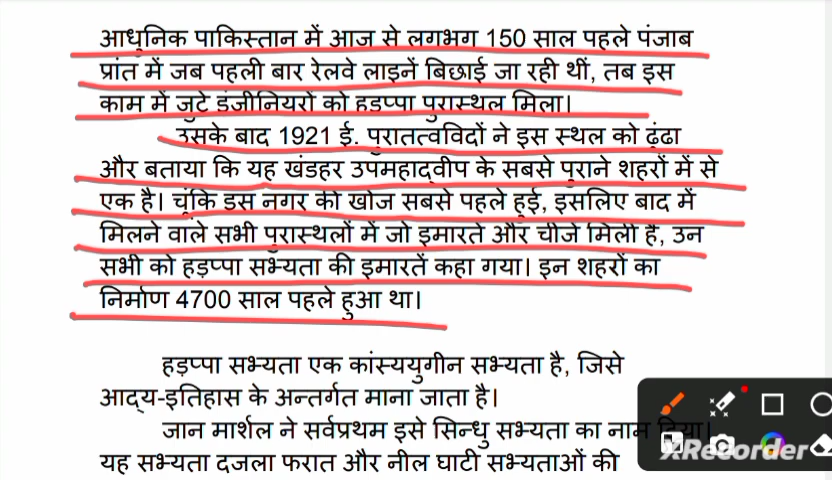 आधुनिक पाकिस्तान में आज से लगभग 150 साल पहले पंजाब
प्रांत में जब पहली बार रेलवे लाइनें बिछाई जा रही थीं, तब इस
काम में जुटे इंजीनियरों को हड़प्पा पुरास्थल मिला।
उसके बाद 1921 ई. पुरातत्वविदों ने इस स्थल को ढूंढा
और बताया कि यह खंडहर उपमहाद्वीप के सबसे पुराने शहरों में से
एक है। चूंकि इस नगर की खोज सबसे पहले हुई, इसलिए बाद में
मिलने वाले सभी पुरास्थलों में जो इमारतें और चीजें मिली हैं, उन
सभी को हड़प्पा सभ्यता की इमारतें कहा गया। इन शहरों का
निर्माण 4700 साल पहले हुआ था।
हड़प्पा सभ्यता एक कांस्ययुगीन सभ्यता है, जिसे
आद्य-इतिहास के अन्तर्गत माना जाता है।
जान मार्शल ने सर्वप्रथम इसे सिन्धु सभ्यता का नाम दिया।
यह सभ्यता दजला फरात और नील घाटी सभ्यताओं की
XRecorder